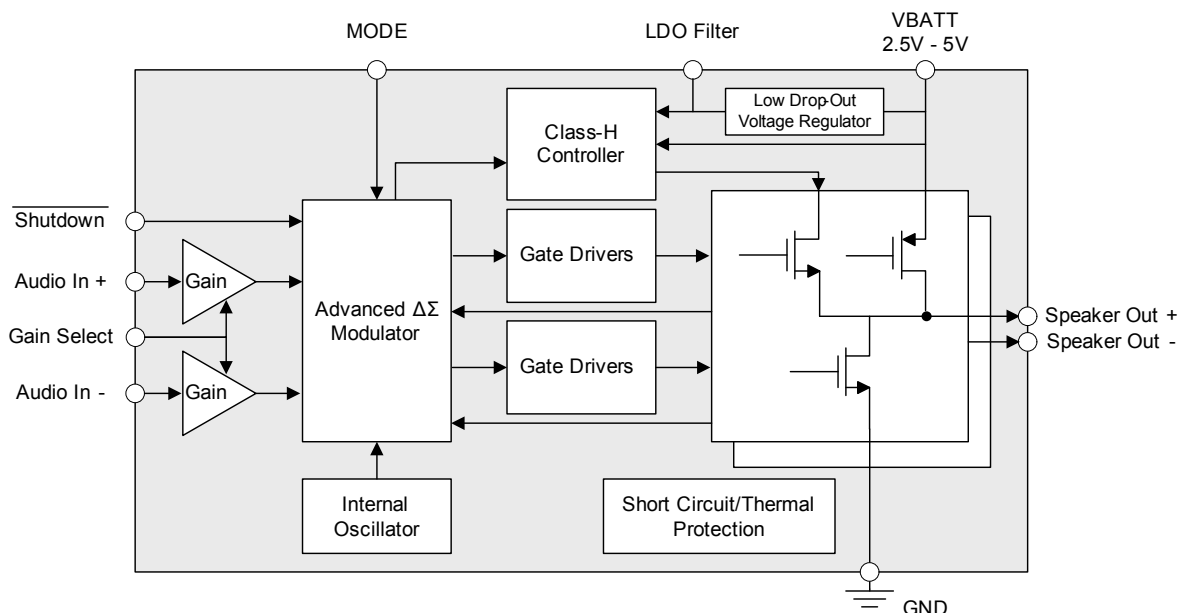 MODE
LDO Filter
VBATT
2.5V - 5V
Low Drop-Out
Voltage Regulator
Class-H
Controller
Shutdown
Gate Drivers
Audio In +
Gain
Advanced ΔΣ
Modulator
Gain Select
Speaker Out +
Speaker Out -
Gate Drivers
Audio In -
Gain
Internal
Oscillator
Short Circuit/Thermal
Protection
GND